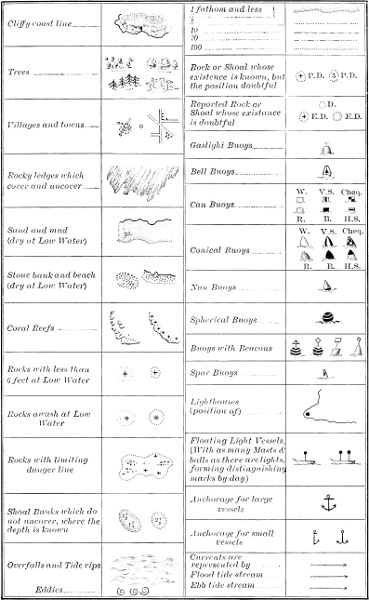 Cliffy coast line
Trees
Villages and towns
Rocky ledges which
cover and uncover
Sand and mud
(dry at Low Water)
Stone bank and beach
(dry at Low Water)
Coral Reefs
Rocks with less than
6 feet at Low Water
Rocks awash at Low
Water
Rocks with limiting
danger line
Shoal Banks which do
not uncover, where the
depth is known
Overfalls and Tide rips
Eddies
1 fathom and less
10
20
100
Rock or Shoal whose
existence is known, but
the position doubtful
P.D. P.D.
Reported Rock or
Shoal whose existence
is doubtful
D.
E.D. E.D.
Gaslight Buoys
Bell Buoys
Can Buoys
W. V.S. Cheq.
R. B. H.S.
Conical Buoys
W. V.S. Cheq.
R. B. H.S.
Nun Buoys
Spherical Buoys
Buoys with Beacons
Spar Buoys
Lighthouses
(position of)
Floating Light Vessels
(With as many Masts &
balls as there are lights,
forming distinguishing
marks by day)
Anchorage for large
vessels
Anchorage for small
vessels
Currents are
represented by
Flood tide stream
Ebb tide stream